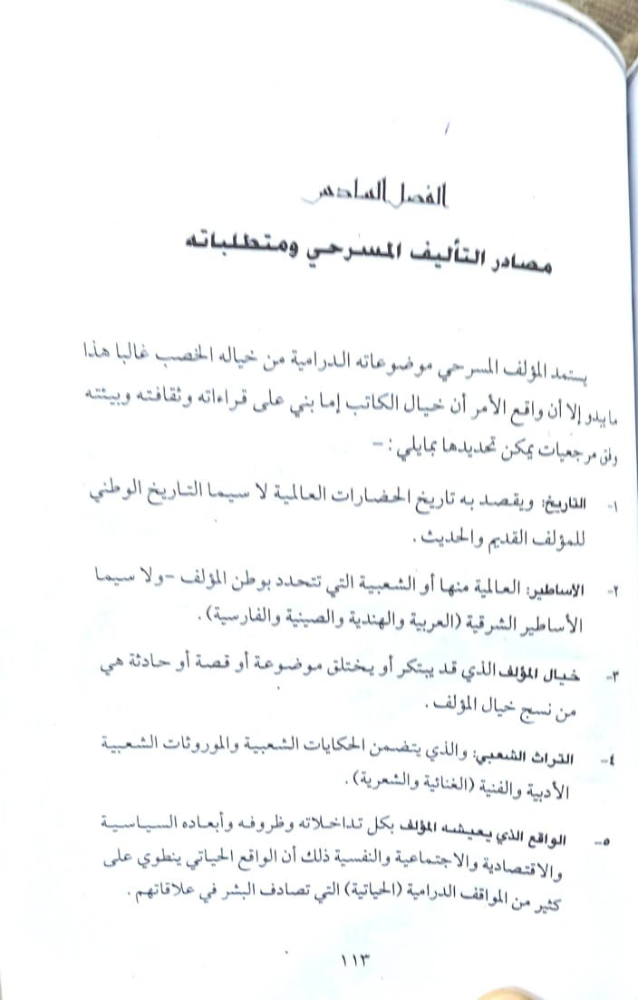 الفصل السادس
مصادر التأليف المسرحي ومتطلباته
يستمد المؤلف المسرحي موضوعاته الدرامية من خياله الخصب غالبا هذا
ما يبدو إلا أن واقع الأمر أن خيال الكاتب إما بني على قراءاته وثقافته وبيئته
وفق مرجعيات يمكن تحديدها بمايلي :-
١- التاريخ: ويقصد به تاريخ الحضارات العالمية لا سيما التاريخ الوطني
للمؤلف القديم والحديث .
٢- الاساطير: العالمية منها أو الشعبية التي تتحدد بوطن المؤلف -ولا سيما
الأساطير الشرقية (العربية والهندية والصينية والفارسية) .
٣- خيال المؤلف الذي قد يبتكر أو يختلق موضوعة أو قصة أو حادثة هي
من نسج خيال المؤلف .
٤- التراث الشعبي: والذي يتضمن الحكايات الشعبية والموروثات الشعبية
الأدبية والفنية (الغنائية والشعرية) .
٥- الواقع الذي يعيشه المؤلف بكل تداخلاته وظروفه وأبعاده السياسية
والاقتصادية والاجتماعية والنفسية ذلك أن الواقع الحياتي ينطوي على
كثير من المواقف الدرامية (الحياتية) التي تصادف البشر في علاقاتهم .
١١٣